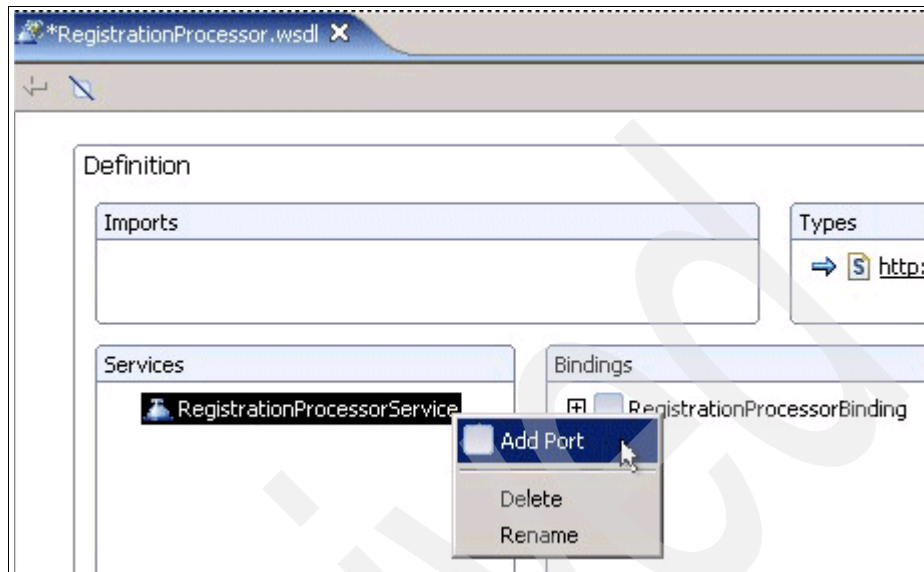 *RegistrationProcessor.wsdl
Definition
Imports
Types
S http:
Services
Bindings
RegistrationProcessorService
RegistrationProcessorBinding
Add Port
Delete
Rename